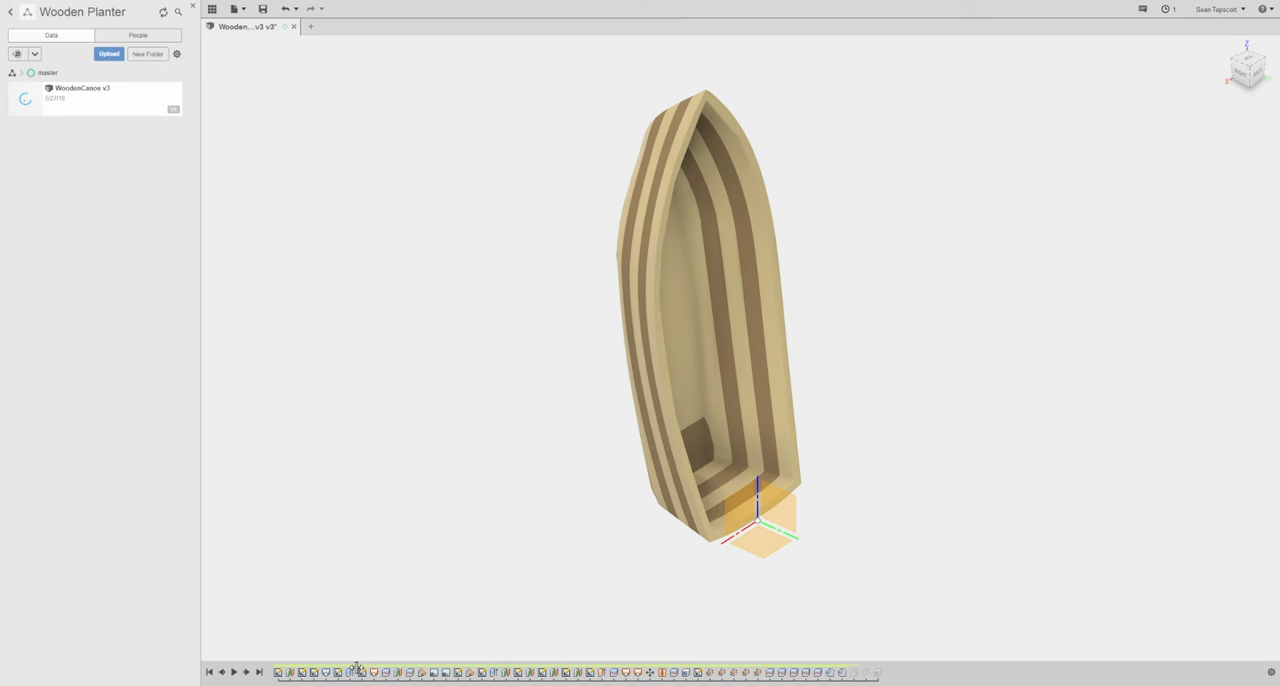 Wooden Planter
Data People
Upload New Folder
master
WoodenCanoe v3
5/27/18
Wooden...v3 v3*
1
Sean Tapscott
Z
X
RIGHT